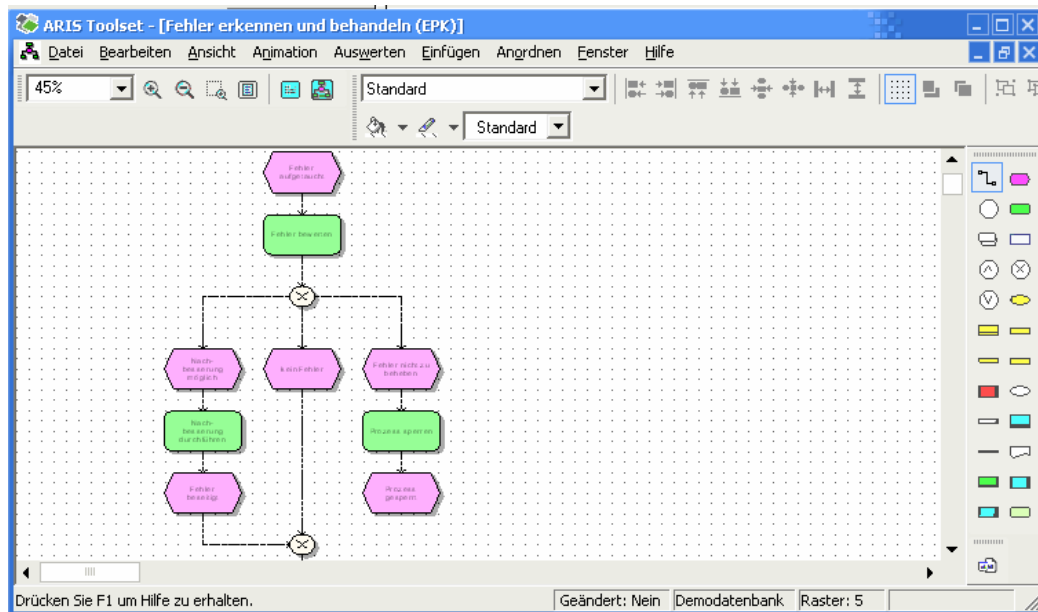 ARIS Toolset - [Fehler erkennen und behandeln (EPK)]
Datei Bearbeiten Ansicht Animation Auswerten Einfügen Anordnen Fenster Hilfe
45% Standard
Standard
Fehler
aufgetaucht
Fehler bewerten
Nach-
besserung
möglich
kein Fehler
Fehler nicht zu
beheben
Nach-
besserung
durchführen
Prozess sperren
Fehler
beseitigt
Prozess
gesperrt
Drücken Sie F1 um Hilfe zu erhalten. Geändert: Nein Demodatenbank Raster: 5